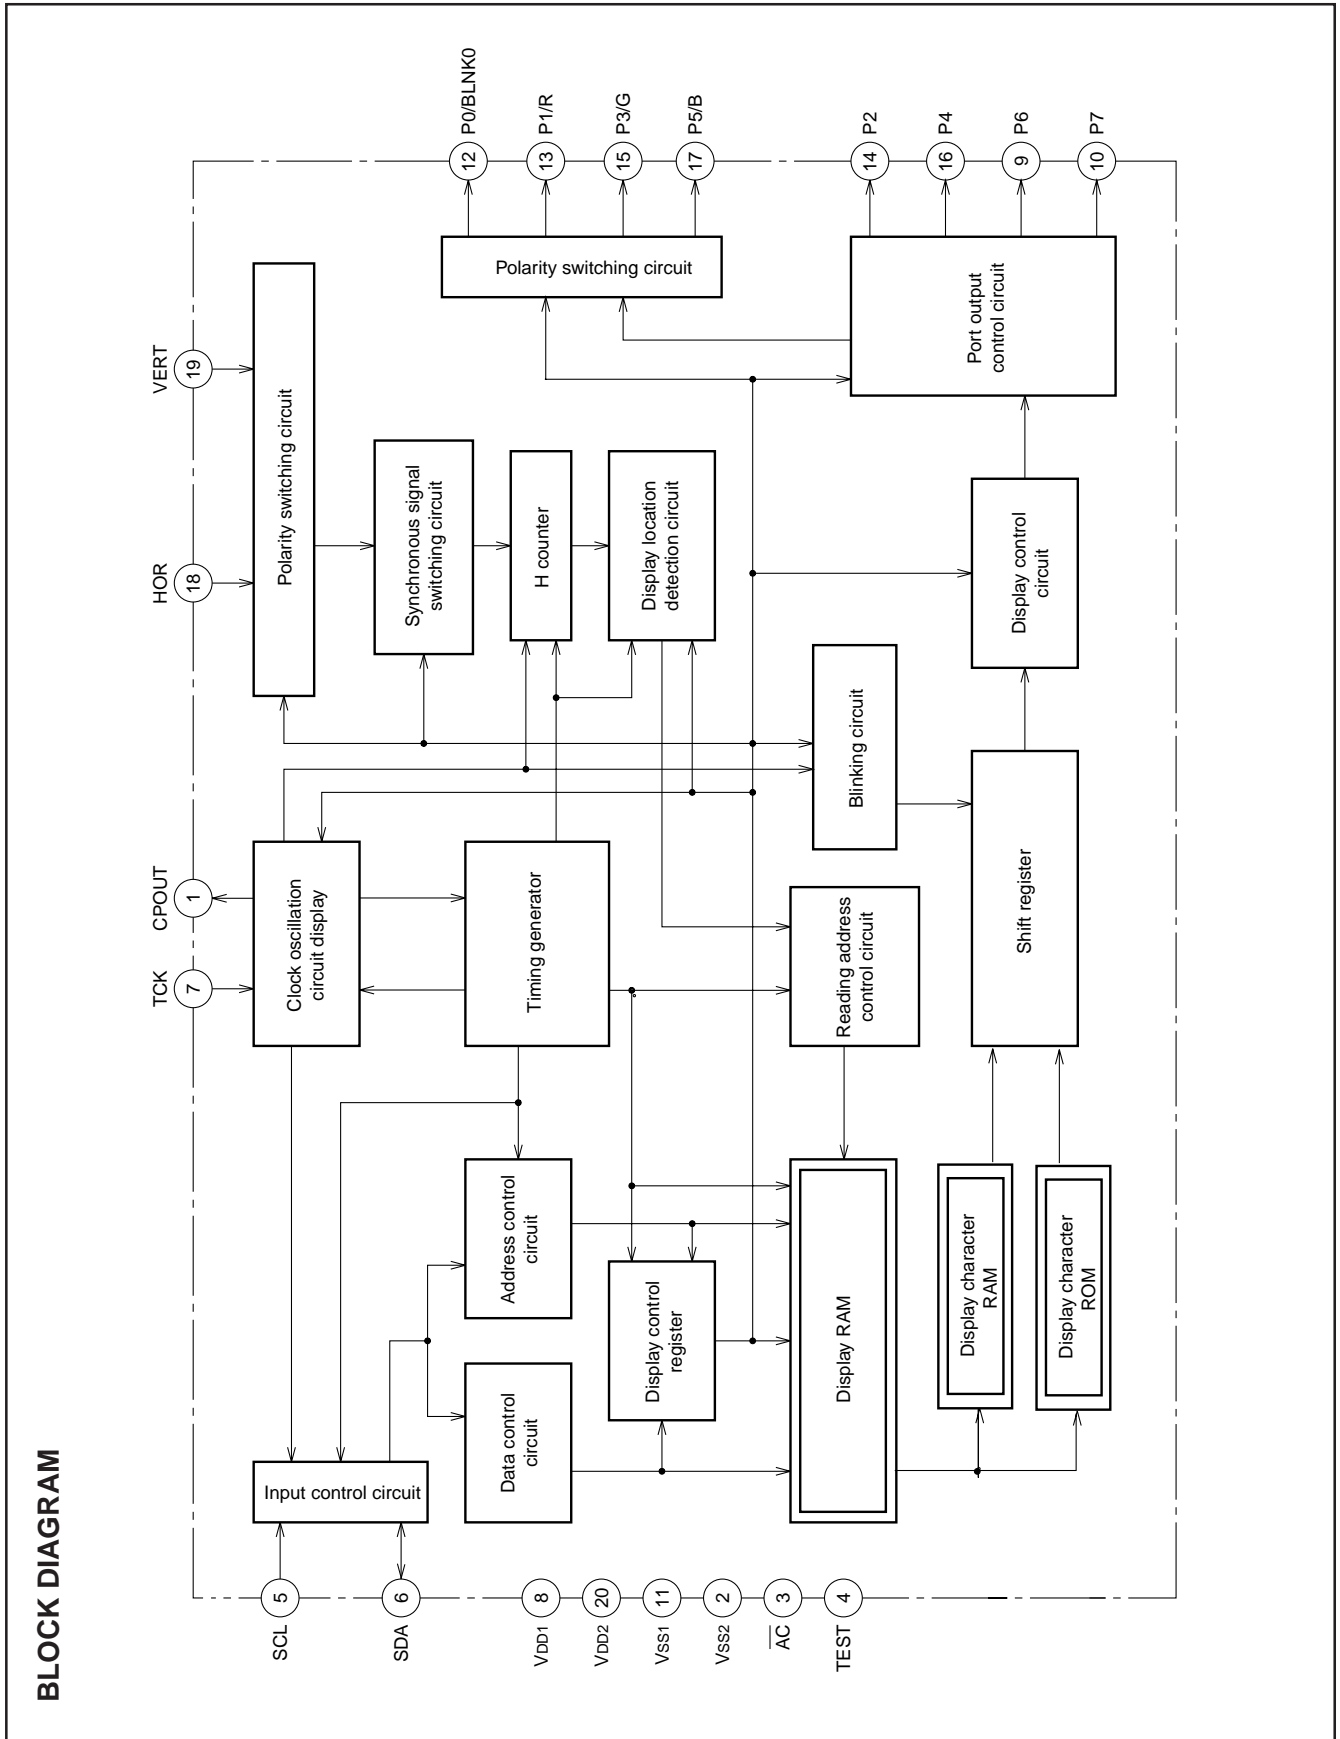 BLOCK DIAGRAM
SCL
5
SDA
6
VDD1
8
VDD2
20
VSS1
11
VSS2
2
AC
3
TEST
4
TCK
7
CPOUT
1
HOR
18
VERT
19
Input control circuit
Clock oscillation
circuit display
Polarity switching circuit
Data control
circuit
Address control
circuit
Timing generator
Synchronous signal
switching circuit
H counter
Display control
register
Display location
detection circuit
Polarity switching circuit
Display RAM
Reading address
control circuit
Blinking circuit
Display character
RAM
Display character
ROM
Shift register
Display control
circuit
Port output
control circuit
12
P0/BLNK0
13
P1/R
15
P3/G
17
P5/B
14
P2
16
P4
9
P6
10
P7